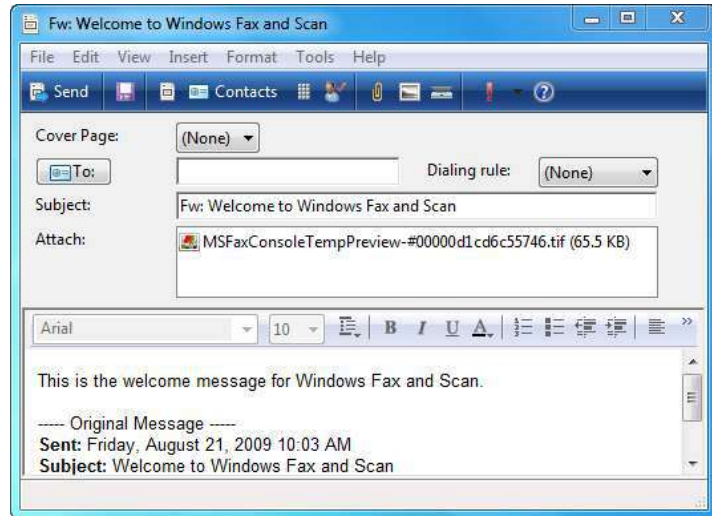 Fw: Welcome to Windows Fax and Scan
File Edit View Insert Format Tools Help
Send Contacts
Cover Page: (None)
To: Dialing rule: (None)
Subject: Fw: Welcome to Windows Fax and Scan
Attach: MSFaxConsoleTempPreview-#00000d1cd6c55746.tif (65.5 KB)
Arial 10 B I U A
This is the welcome message for Windows Fax and Scan.
----- Original Message -----
Sent: Friday, August 21, 2009 10:03 AM
Subject: Welcome to Windows Fax and Scan